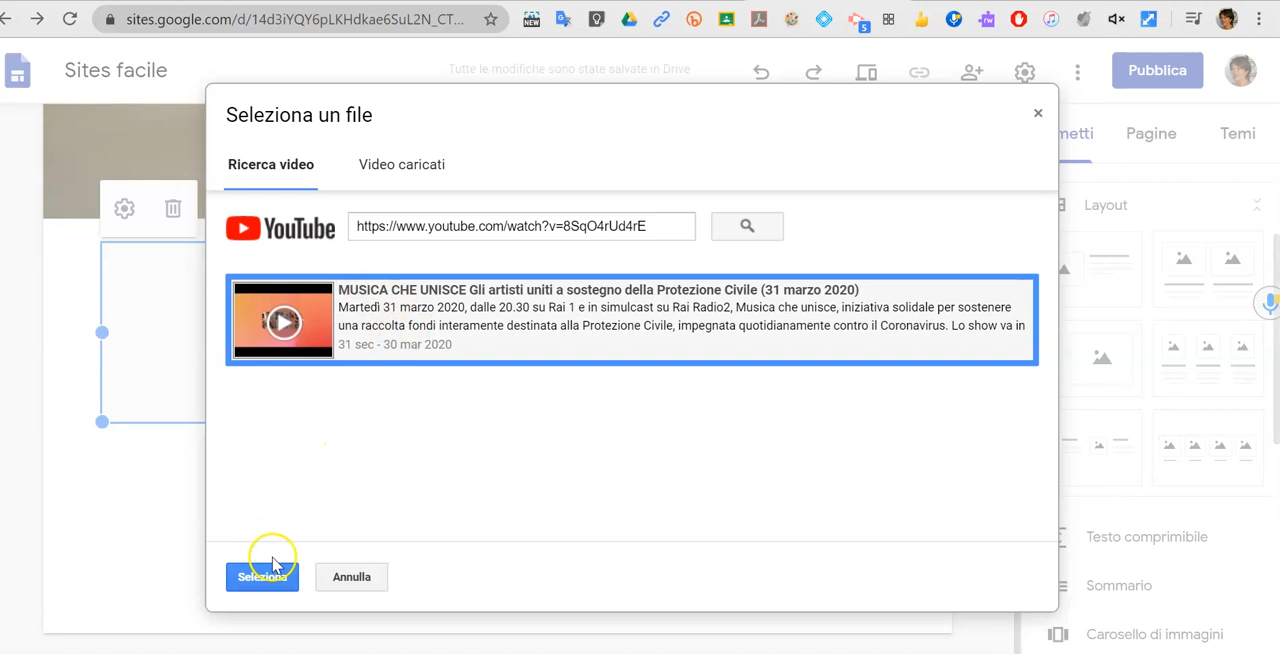 sites.google.com/d/14d3iYQY6pLKHdkae6SuL2N_CT...
NEW
5
rw
Sites facile
Tutte le modifiche sono state salvate in Drive
Pubblica
Seleziona un file
×
Ricerca video
Video caricati
YouTube
https://www.youtube.com/watch?v=8SqO4rUd4rE
MUSICA CHE UNISCE Gli artisti uniti a sostegno della Protezione Civile (31 marzo 2020)
Martedì 31 marzo 2020, dalle 20.30 su Rai 1 e in simulcast su Rai Radio2, Musica che unisce, iniziativa solidale per sostenere
una raccolta fondi interamente destinata alla Protezione Civile, impegnata quotidianamente contro il Coronavirus. Lo show va in
31 sec - 30 mar 2020
Seleziona
Annulla
metti
Pagine
Temi
Layout
Testo comprimibile
Sommario
Carosello di immagini